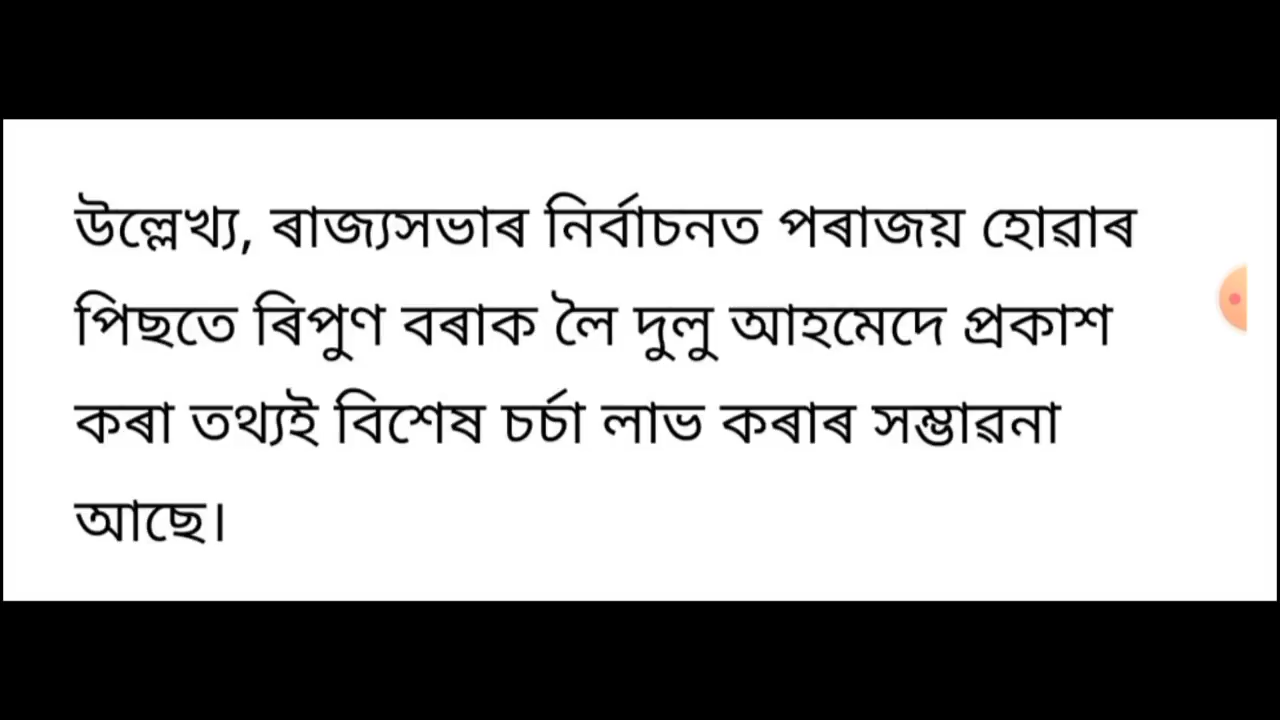 উল্লেখ্য, ৰাজ্যসভাৰ নিৰ্বাচনত পৰাজয় হোৱাৰ
পিছতে ৰিপুণ বৰাক লৈ দুলু আহমেদে প্ৰকাশ
কৰা তথ্যই বিশেষ চৰ্চা লাভ কৰাৰ সম্ভাৱনা
আছে।